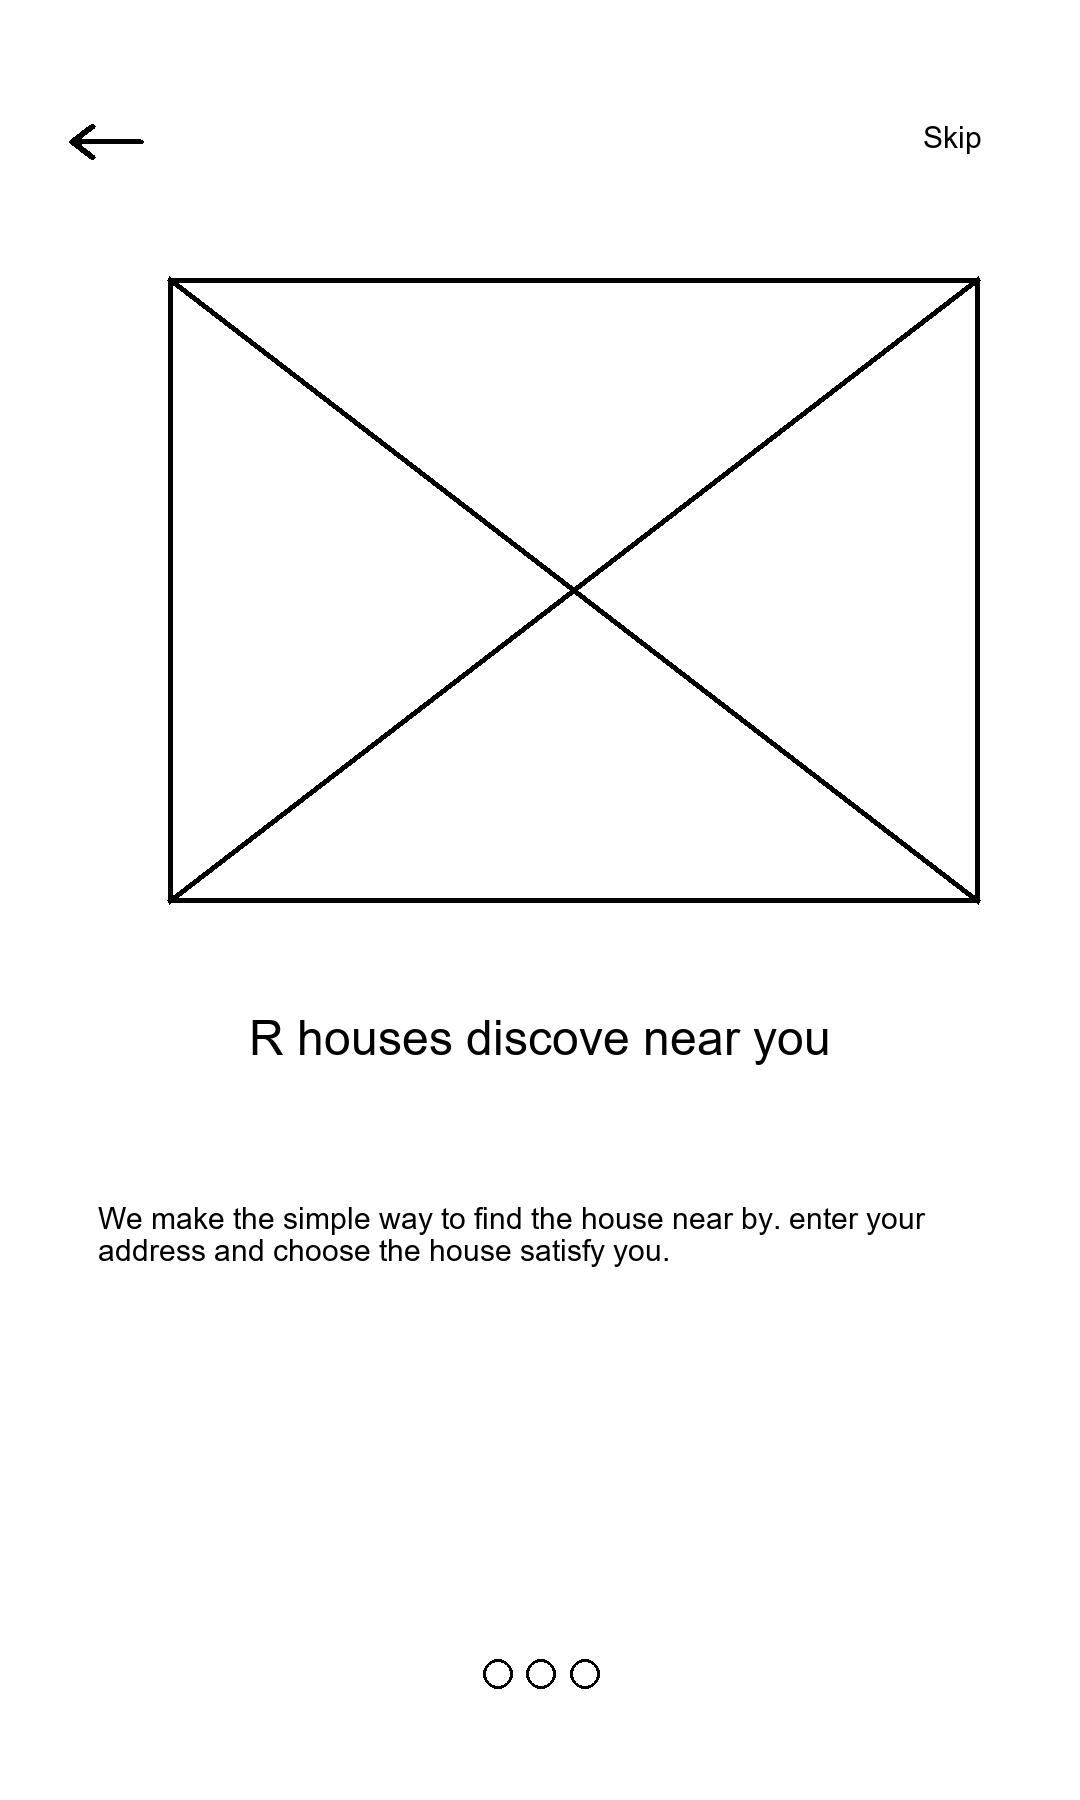 Skip
R houses discove near you
We make the simple way to find the house near by. enter your
address and choose the house satisfy you.